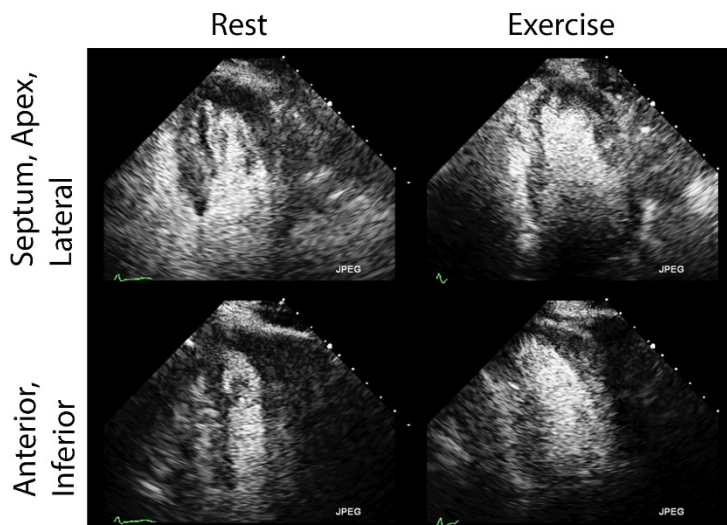 Rest
Exercise
Septum, Apex,
Lateral
JPEG
JPEG
Anterior,
Inferior
JPEG
JPEG